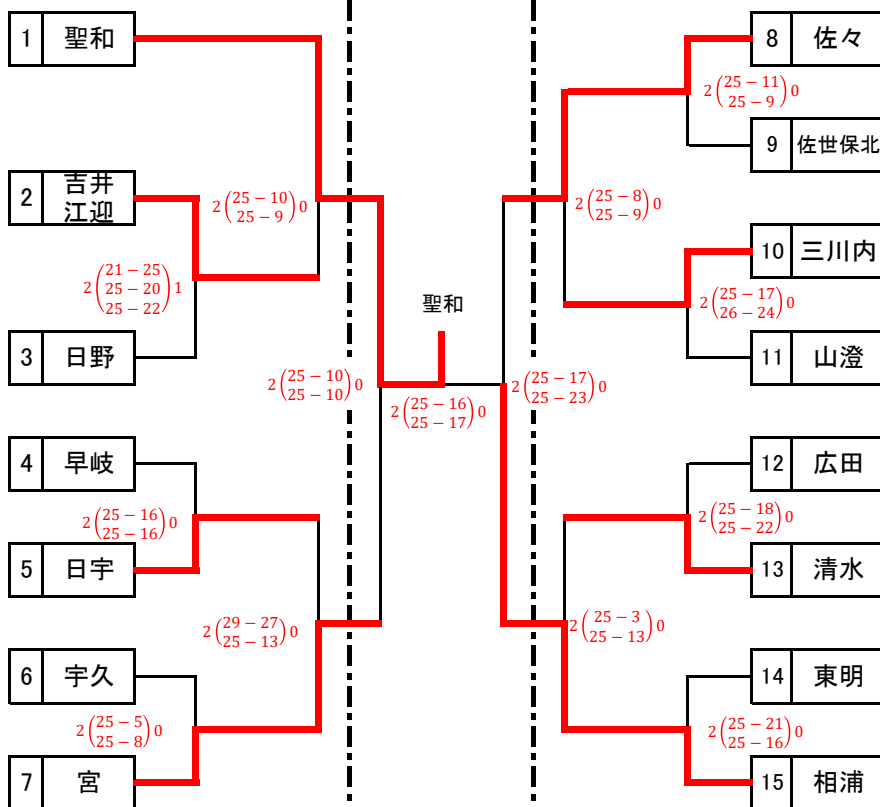 1 聖和
2 吉井
江迎
3 日野
4 早岐
5 日宇
6 宇久
7 宮
2(21－25
25－20
25－22)1
2(25－10
25－9)0
2(25－16
25－16)0
2(25－5
25－8)0
2(29－27
25－13)0
2(25－10
25－10)0
聖和
2(25－16
25－17)0
2(25－17
25－23)0
2(25－8
25－9)0
2(25－3
25－13)0
2(25－11
25－9)0
2(25－17
26－24)0
2(25－18
25－22)0
2(25－21
25－16)0
8 佐々
9 佐世保北
10 三川内
11 山澄
12 広田
13 清水
14 東明
15 相浦